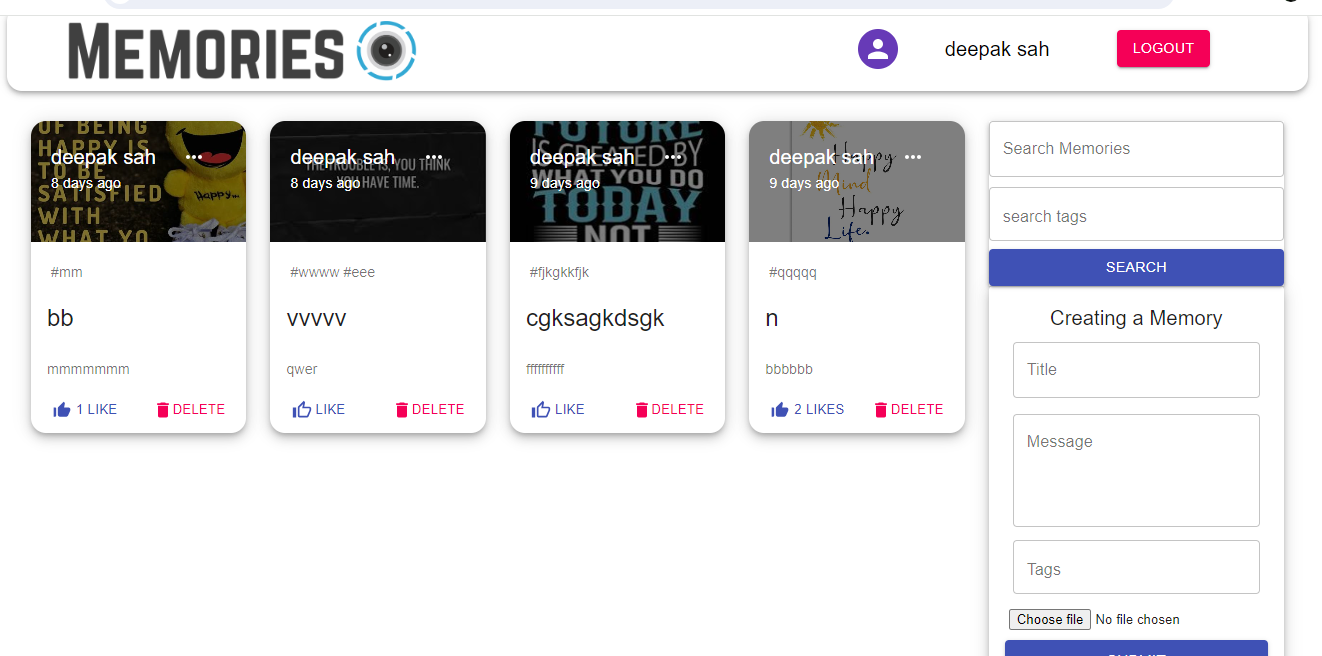 MEMORIES
deepak sah
LOGOUT
OF BEING
HAPPY IS
TO BE
SATISFIED
WITH
WHAT YO
Happy...
deepak sah
8 days ago
#mm
bb
mmmmmmm
1 LIKE
DELETE
THE TROUBLE IS, YOU THINK
YOU HAVE TIME.
deepak sah
8 days ago
#wwww #eee
vvvvv
qwer
LIKE
DELETE
FUTURE
IS CREATED BY
WHAT YOU DO
TODAY
NOT
deepak sah
9 days ago
#fjkgkkfjk
cgksagkdsgk
ffffffffff
LIKE
DELETE
Happy
Mind
Happy
Life.
deepak sah
9 days ago
#qqqqq
n
bbbbbb
2 LIKES
DELETE
Search Memories
search tags
SEARCH
Creating a Memory
Title
Message
Tags
Choose file No file chosen
SUBMIT